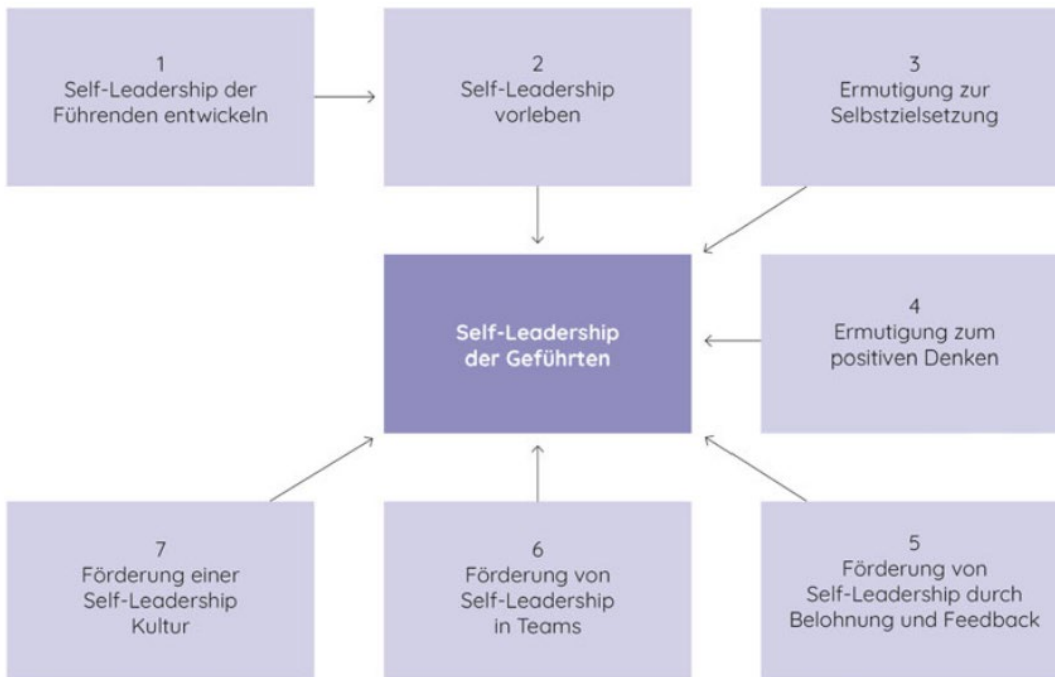 1
Self-Leadership der
Führenden entwickeln
2
Self-Leadership
vorleben
3
Ermutigung zur
Selbstzielsetzung
Self-Leadership
der Geführten
4
Ermutigung zum
positiven Denken
7
Förderung einer
Self-Leadership
Kultur
6
Förderung von
Self-Leadership
in Teams
5
Förderung von
Self-Leadership durch
Belohnung und Feedback